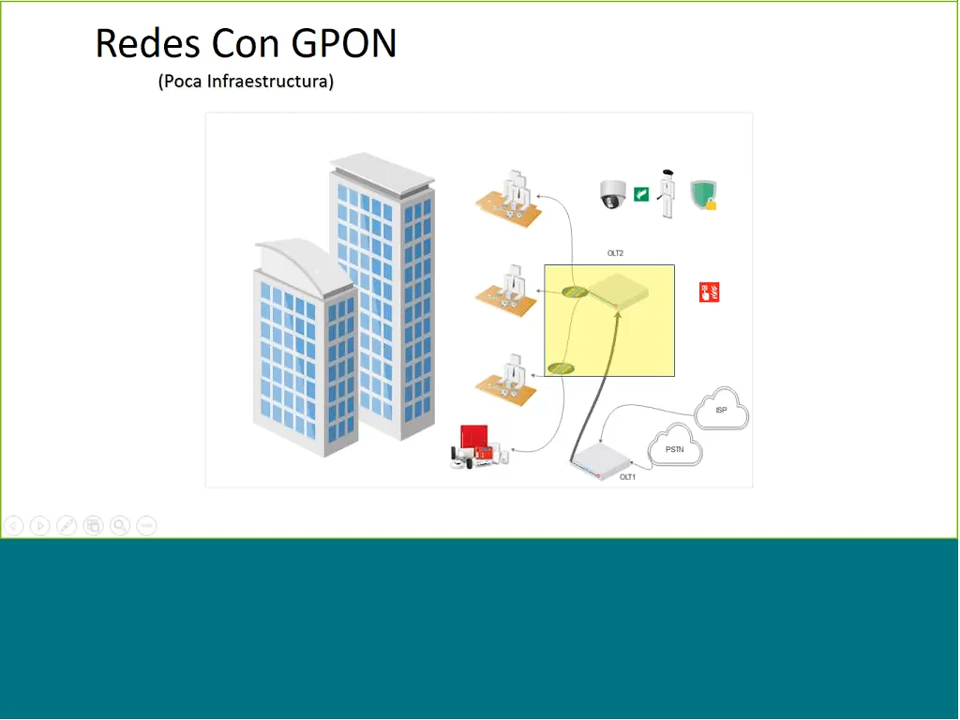 Redes Con GPON
(Poca Infraestructura)
OLT2
ISP
PSTN
OLT1